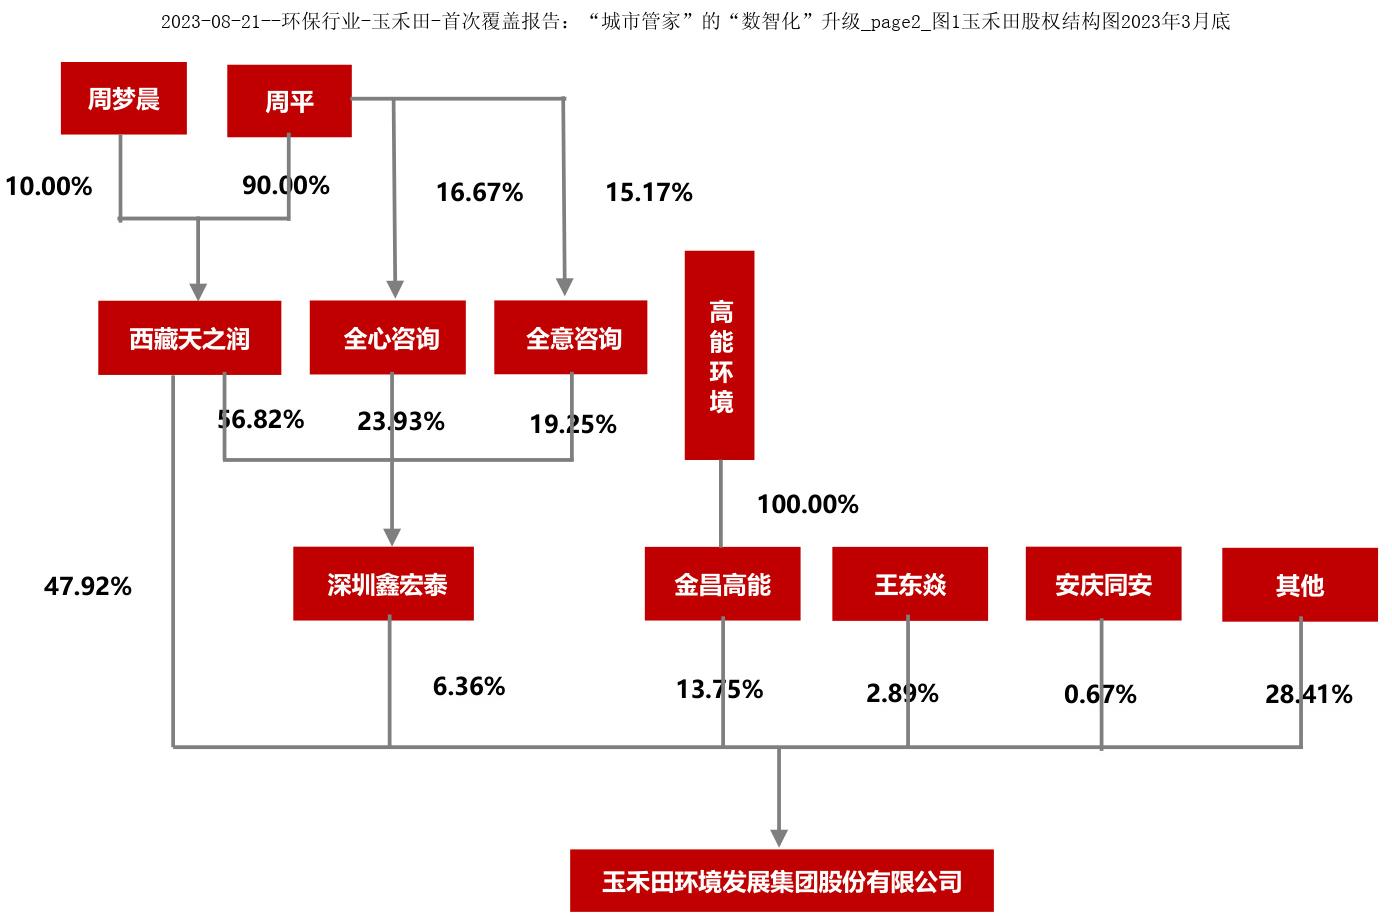 2023-08-21--环保行业-玉禾田-首次覆盖报告：“城市管家”的“数智化”升级_page2_图1玉禾田股权结构图2023年3月底
周梦晨
周平
10.00%
90.00%
16.67%
15.17%
西藏天之润
全心咨询
全意咨询
高能环境
56.82%
23.93%
19.25%
100.00%
47.92%
深圳鑫宏泰
金昌高能
王东焱
安庆同安
其他
6.36%
13.75%
2.89%
0.67%
28.41%
玉禾田环境发展集团股份有限公司